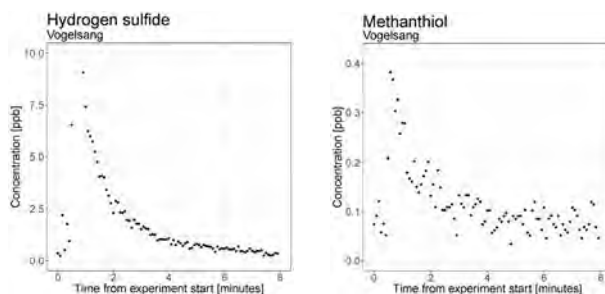 Hydrogen sulfide
Vogelsang
10.0
7.5
5.0
2.5
0.0
Concentration [ppb]
0
2
4
6
8
Time from experiment start [minutes]
Methanthiol
Vogelsang
0.4
0.3
0.2
0.1
0.0
Concentration [ppb]
0
2
4
6
8
Time from experiment start [minutes]